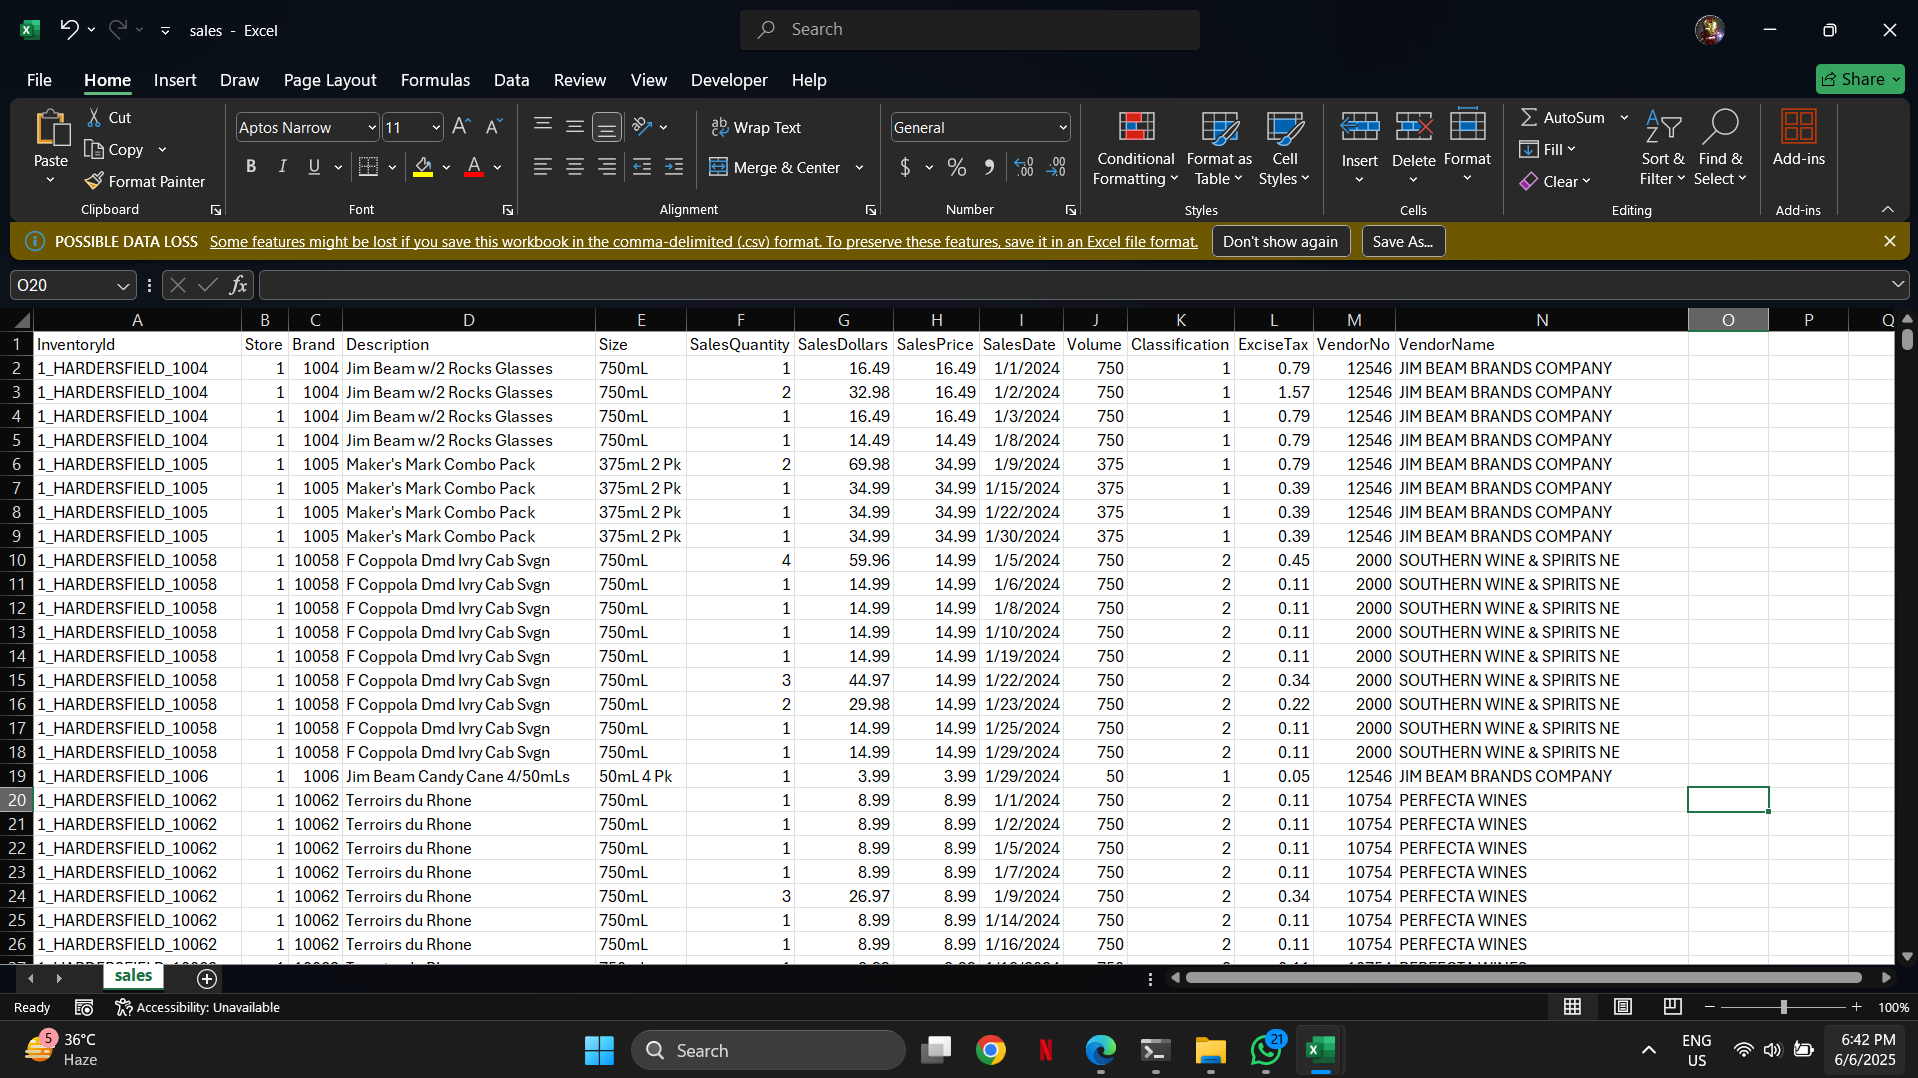 sales - Excel
Search
File Home Insert Draw Page Layout Formulas Data Review View Developer Help
Share
Paste
Cut
Copy
Format Painter
Clipboard
Aptos Narrow 11
B I U
Font
Wrap Text
Merge & Center
Alignment
General
$ % ,
Number
Conditional Formatting
Format as Table
Cell Styles
Styles
Insert Delete Format
Cells
AutoSum
Fill
Clear
Sort & Filter
Find & Select
Editing
Add-ins
Add-ins
POSSIBLE DATA LOSS Some features might be lost if you save this workbook in the comma-delimited (.csv) format. To preserve these features, save it in an Excel file format. Don't show again Save As...
O20 fx
A B C D E F G H I J K L M N O P Q
1 InventoryId Store Brand Description Size SalesQuantity SalesDollars SalesPrice SalesDate Volume Classification ExciseTax VendorNo VendorName
2 1_HARDERSFIELD_1004 1 1004 Jim Beam w/2 Rocks Glasses 750mL 1 16.49 16.49 1/1/2024 750 1 0.79 12546 JIM BEAM BRANDS COMPANY
3 1_HARDERSFIELD_1004 1 1004 Jim Beam w/2 Rocks Glasses 750mL 2 32.98 16.49 1/2/2024 750 1 1.57 12546 JIM BEAM BRANDS COMPANY
4 1_HARDERSFIELD_1004 1 1004 Jim Beam w/2 Rocks Glasses 750mL 1 16.49 16.49 1/3/2024 750 1 0.79 12546 JIM BEAM BRANDS COMPANY
5 1_HARDERSFIELD_1004 1 1004 Jim Beam w/2 Rocks Glasses 750mL 1 14.49 14.49 1/8/2024 750 1 0.79 12546 JIM BEAM BRANDS COMPANY
6 1_HARDERSFIELD_1005 1 1005 Maker's Mark Combo Pack 375mL 2 Pk 2 69.98 34.99 1/9/2024 375 1 0.79 12546 JIM BEAM BRANDS COMPANY
7 1_HARDERSFIELD_1005 1 1005 Maker's Mark Combo Pack 375mL 2 Pk 1 34.99 34.99 1/15/2024 375 1 0.39 12546 JIM BEAM BRANDS COMPANY
8 1_HARDERSFIELD_1005 1 1005 Maker's Mark Combo Pack 375mL 2 Pk 1 34.99 34.99 1/22/2024 375 1 0.39 12546 JIM BEAM BRANDS COMPANY
9 1_HARDERSFIELD_1005 1 1005 Maker's Mark Combo Pack 375mL 2 Pk 1 34.99 34.99 1/30/2024 375 1 0.39 12546 JIM BEAM BRANDS COMPANY
10 1_HARDERSFIELD_10058 1 10058 F Coppola Dmd Ivry Cab Svgn 750mL 4 59.96 14.99 1/5/2024 750 2 0.45 2000 SOUTHERN WINE & SPIRITS NE
11 1_HARDERSFIELD_10058 1 10058 F Coppola Dmd Ivry Cab Svgn 750mL 1 14.99 14.99 1/6/2024 750 2 0.11 2000 SOUTHERN WINE & SPIRITS NE
12 1_HARDERSFIELD_10058 1 10058 F Coppola Dmd Ivry Cab Svgn 750mL 1 14.99 14.99 1/8/2024 750 2 0.11 2000 SOUTHERN WINE & SPIRITS NE
13 1_HARDERSFIELD_10058 1 10058 F Coppola Dmd Ivry Cab Svgn 750mL 1 14.99 14.99 1/10/2024 750 2 0.11 2000 SOUTHERN WINE & SPIRITS NE
14 1_HARDERSFIELD_10058 1 10058 F Coppola Dmd Ivry Cab Svgn 750mL 1 14.99 14.99 1/19/2024 750 2 0.11 2000 SOUTHERN WINE & SPIRITS NE
15 1_HARDERSFIELD_10058 1 10058 F Coppola Dmd Ivry Cab Svgn 750mL 3 44.97 14.99 1/22/2024 750 2 0.34 2000 SOUTHERN WINE & SPIRITS NE
16 1_HARDERSFIELD_10058 1 10058 F Coppola Dmd Ivry Cab Svgn 750mL 2 29.98 14.99 1/23/2024 750 2 0.22 2000 SOUTHERN WINE & SPIRITS NE
17 1_HARDERSFIELD_10058 1 10058 F Coppola Dmd Ivry Cab Svgn 750mL 1 14.99 14.99 1/25/2024 750 2 0.11 2000 SOUTHERN WINE & SPIRITS NE
18 1_HARDERSFIELD_10058 1 10058 F Coppola Dmd Ivry Cab Svgn 750mL 1 14.99 14.99 1/29/2024 750 2 0.11 2000 SOUTHERN WINE & SPIRITS NE
19 1_HARDERSFIELD_1006 1 1006 Jim Beam Candy Cane 4/50mLs 50mL 4 Pk 1 3.99 3.99 1/29/2024 50 1 0.05 12546 JIM BEAM BRANDS COMPANY
20 1_HARDERSFIELD_10062 1 10062 Terroirs du Rhone 750mL 1 8.99 8.99 1/1/2024 750 2 0.11 10754 PERFECTA WINES
21 1_HARDERSFIELD_10062 1 10062 Terroirs du Rhone 750mL 1 8.99 8.99 1/2/2024 750 2 0.11 10754 PERFECTA WINES
22 1_HARDERSFIELD_10062 1 10062 Terroirs du Rhone 750mL 1 8.99 8.99 1/5/2024 750 2 0.11 10754 PERFECTA WINES
23 1_HARDERSFIELD_10062 1 10062 Terroirs du Rhone 750mL 1 8.99 8.99 1/7/2024 750 2 0.11 10754 PERFECTA WINES
24 1_HARDERSFIELD_10062 1 10062 Terroirs du Rhone 750mL 3 26.97 8.99 1/9/2024 750 2 0.34 10754 PERFECTA WINES
25 1_HARDERSFIELD_10062 1 10062 Terroirs du Rhone 750mL 1 8.99 8.99 1/14/2024 750 2 0.11 10754 PERFECTA WINES
26 1_HARDERSFIELD_10062 1 10062 Terroirs du Rhone 750mL 1 8.99 8.99 1/16/2024 750 2 0.11 10754 PERFECTA WINES
sales
Ready Accessibility: Unavailable 100%
5 36°C
Haze
Search
21
ENG
US
6:42 PM
6/6/2025